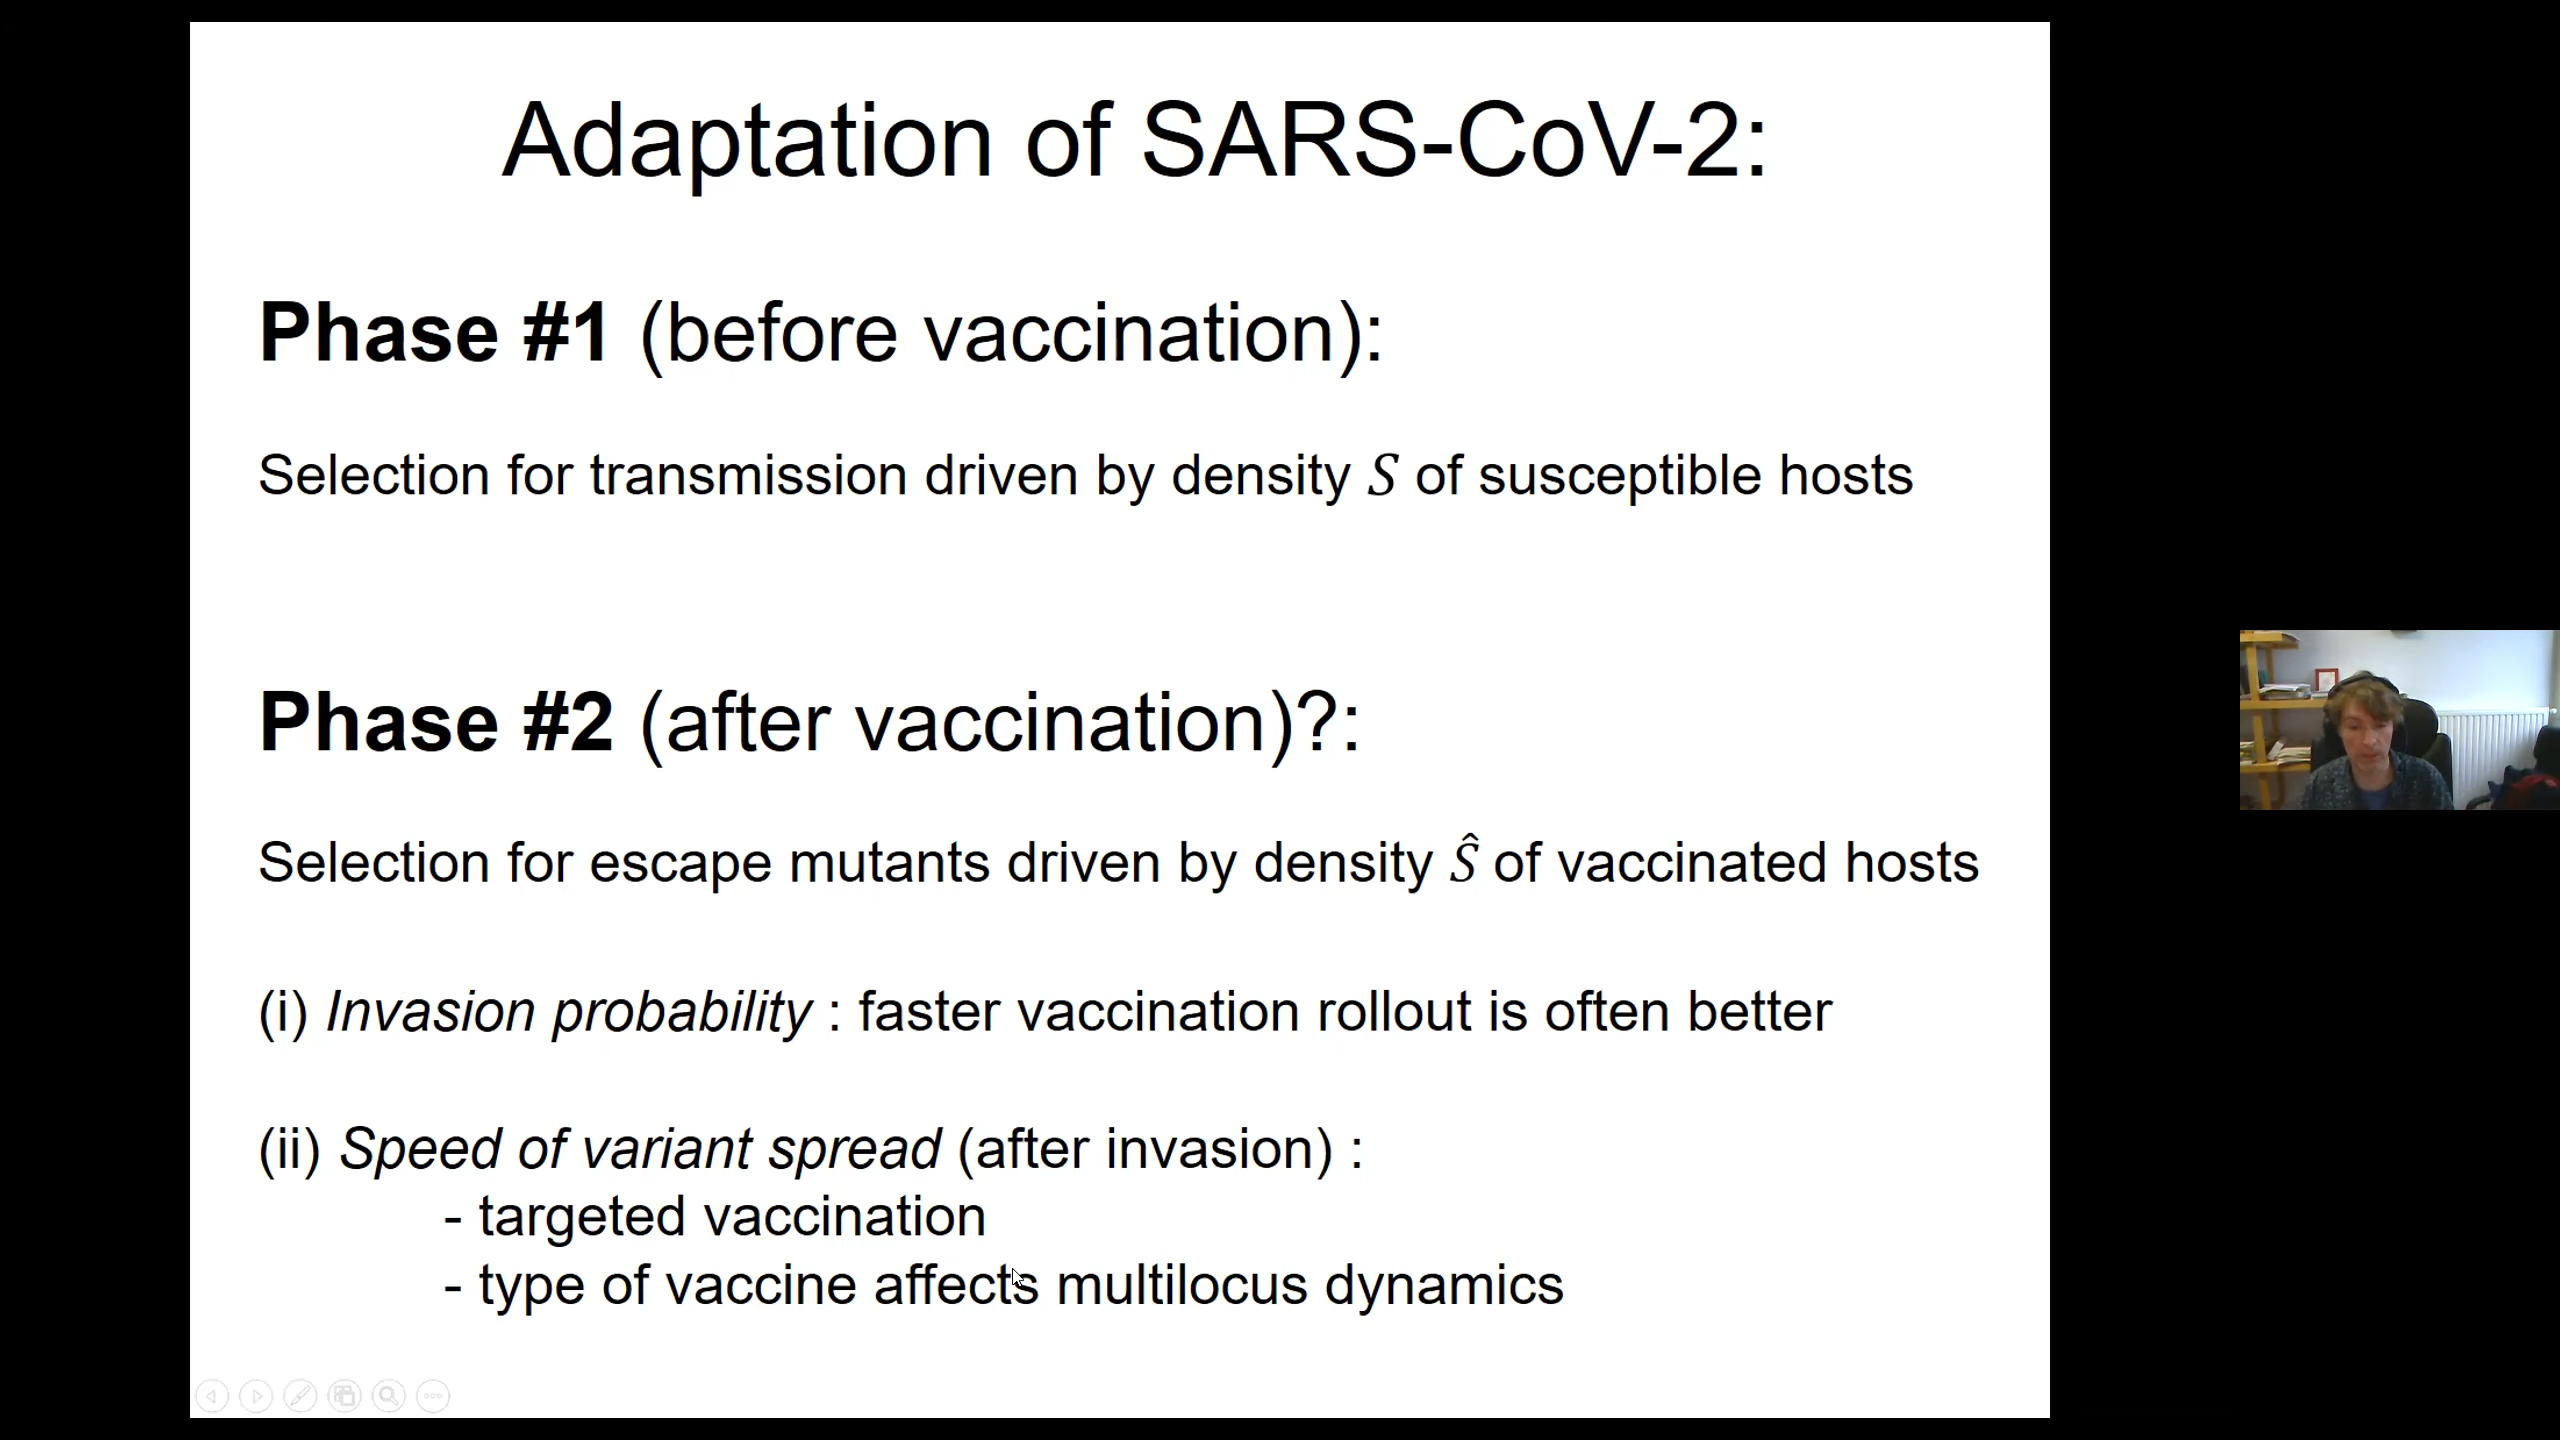 Adaptation of SARS-CoV-2:
Phase #1 (before vaccination):
Selection for transmission driven by density S of susceptible hosts
Phase #2 (after vaccination)?:
Selection for escape mutants driven by density Ŝ of vaccinated hosts
(i) Invasion probability : faster vaccination rollout is often better
(ii) Speed of variant spread (after invasion) :
- targeted vaccination
- type of vaccine affects multilocus dynamics